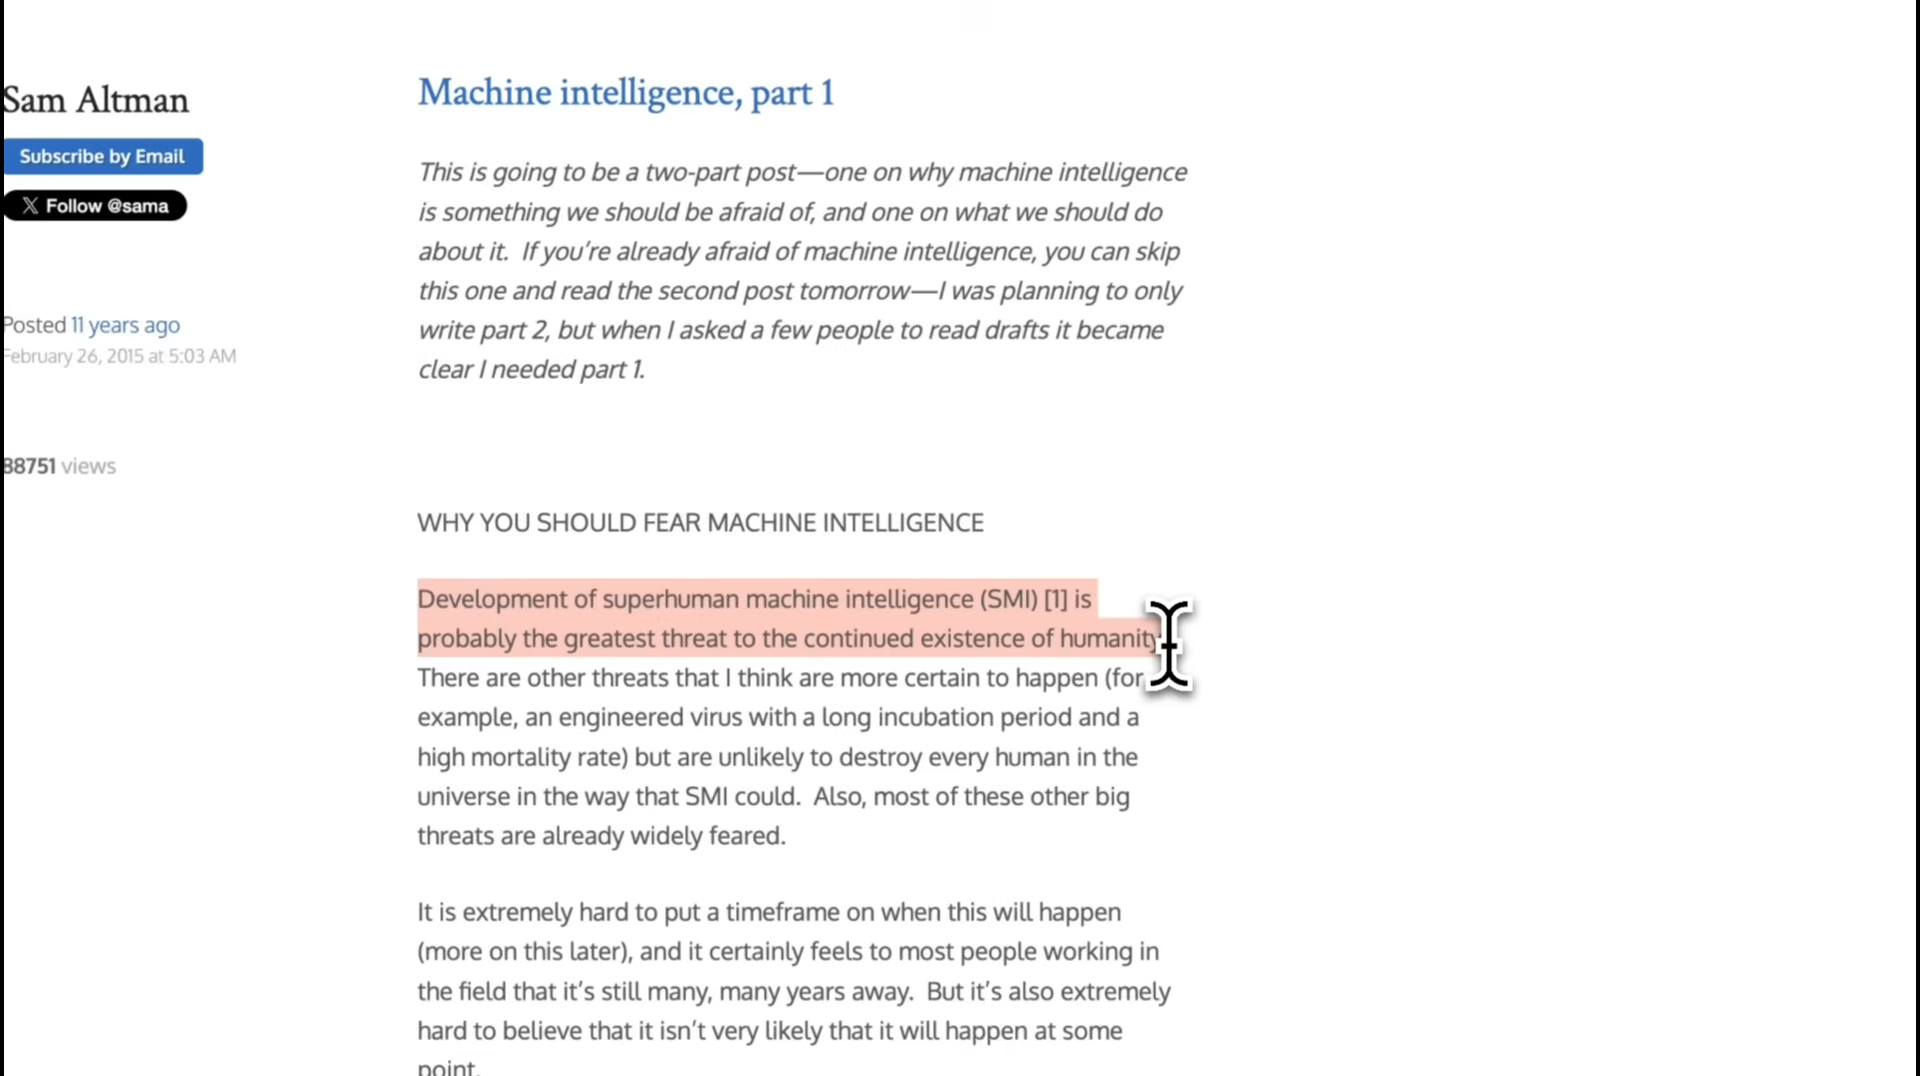 Sam Altman
Subscribe by Email
Follow @sama
Posted 11 years ago
February 26, 2015 at 5:03 AM
88751 views
Machine intelligence, part 1
This is going to be a two-part post—one on why machine intelligence
is something we should be afraid of, and one on what we should do
about it.  If you’re already afraid of machine intelligence, you can skip
this one and read the second post tomorrow—I was planning to only
write part 2, but when I asked a few people to read drafts it became
clear I needed part 1.
WHY YOU SHOULD FEAR MACHINE INTELLIGENCE
Development of superhuman machine intelligence (SMI) [1] is
probably the greatest threat to the continued existence of humanity
There are other threats that I think are more certain to happen (for
example, an engineered virus with a long incubation period and a
high mortality rate) but are unlikely to destroy every human in the
universe in the way that SMI could.  Also, most of these other big
threats are already widely feared.
It is extremely hard to put a timeframe on when this will happen
(more on this later), and it certainly feels to most people working in
the field that it’s still many, many years away.  But it’s also extremely
hard to believe that it isn’t very likely that it will happen at some
point.